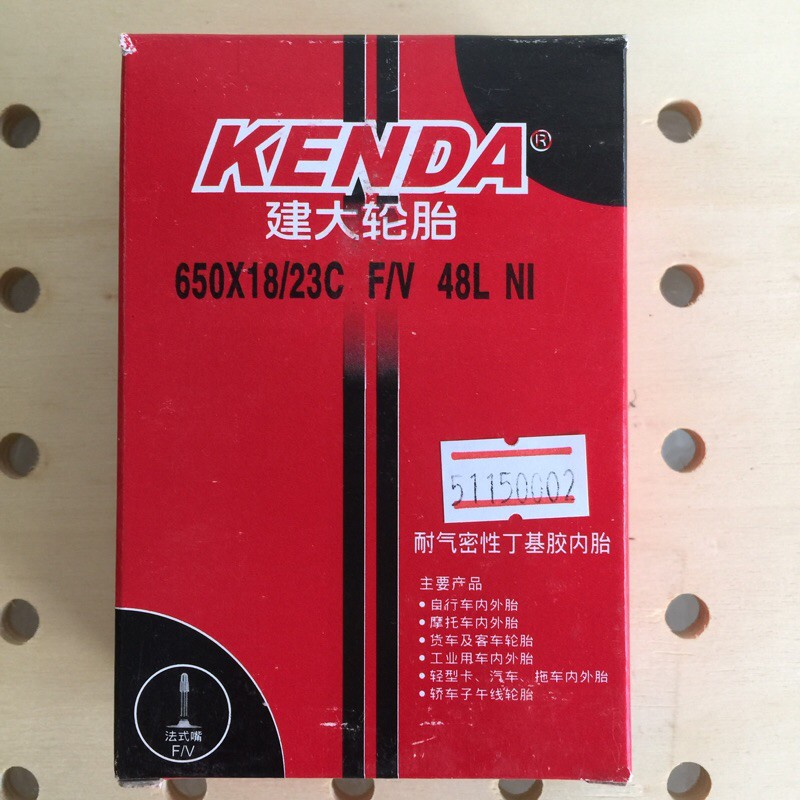 KENDA®
建大轮胎
650X18/23C F/V 48L NI
51150002
耐气密性丁基胶内胎
主要产品
• 自行车内外胎
• 摩托车内外胎
• 货车及客车轮胎
• 工业用车内外胎
• 轻型卡、汽车、拖车内外胎
• 轿车子午线轮胎
法式嘴
F/V